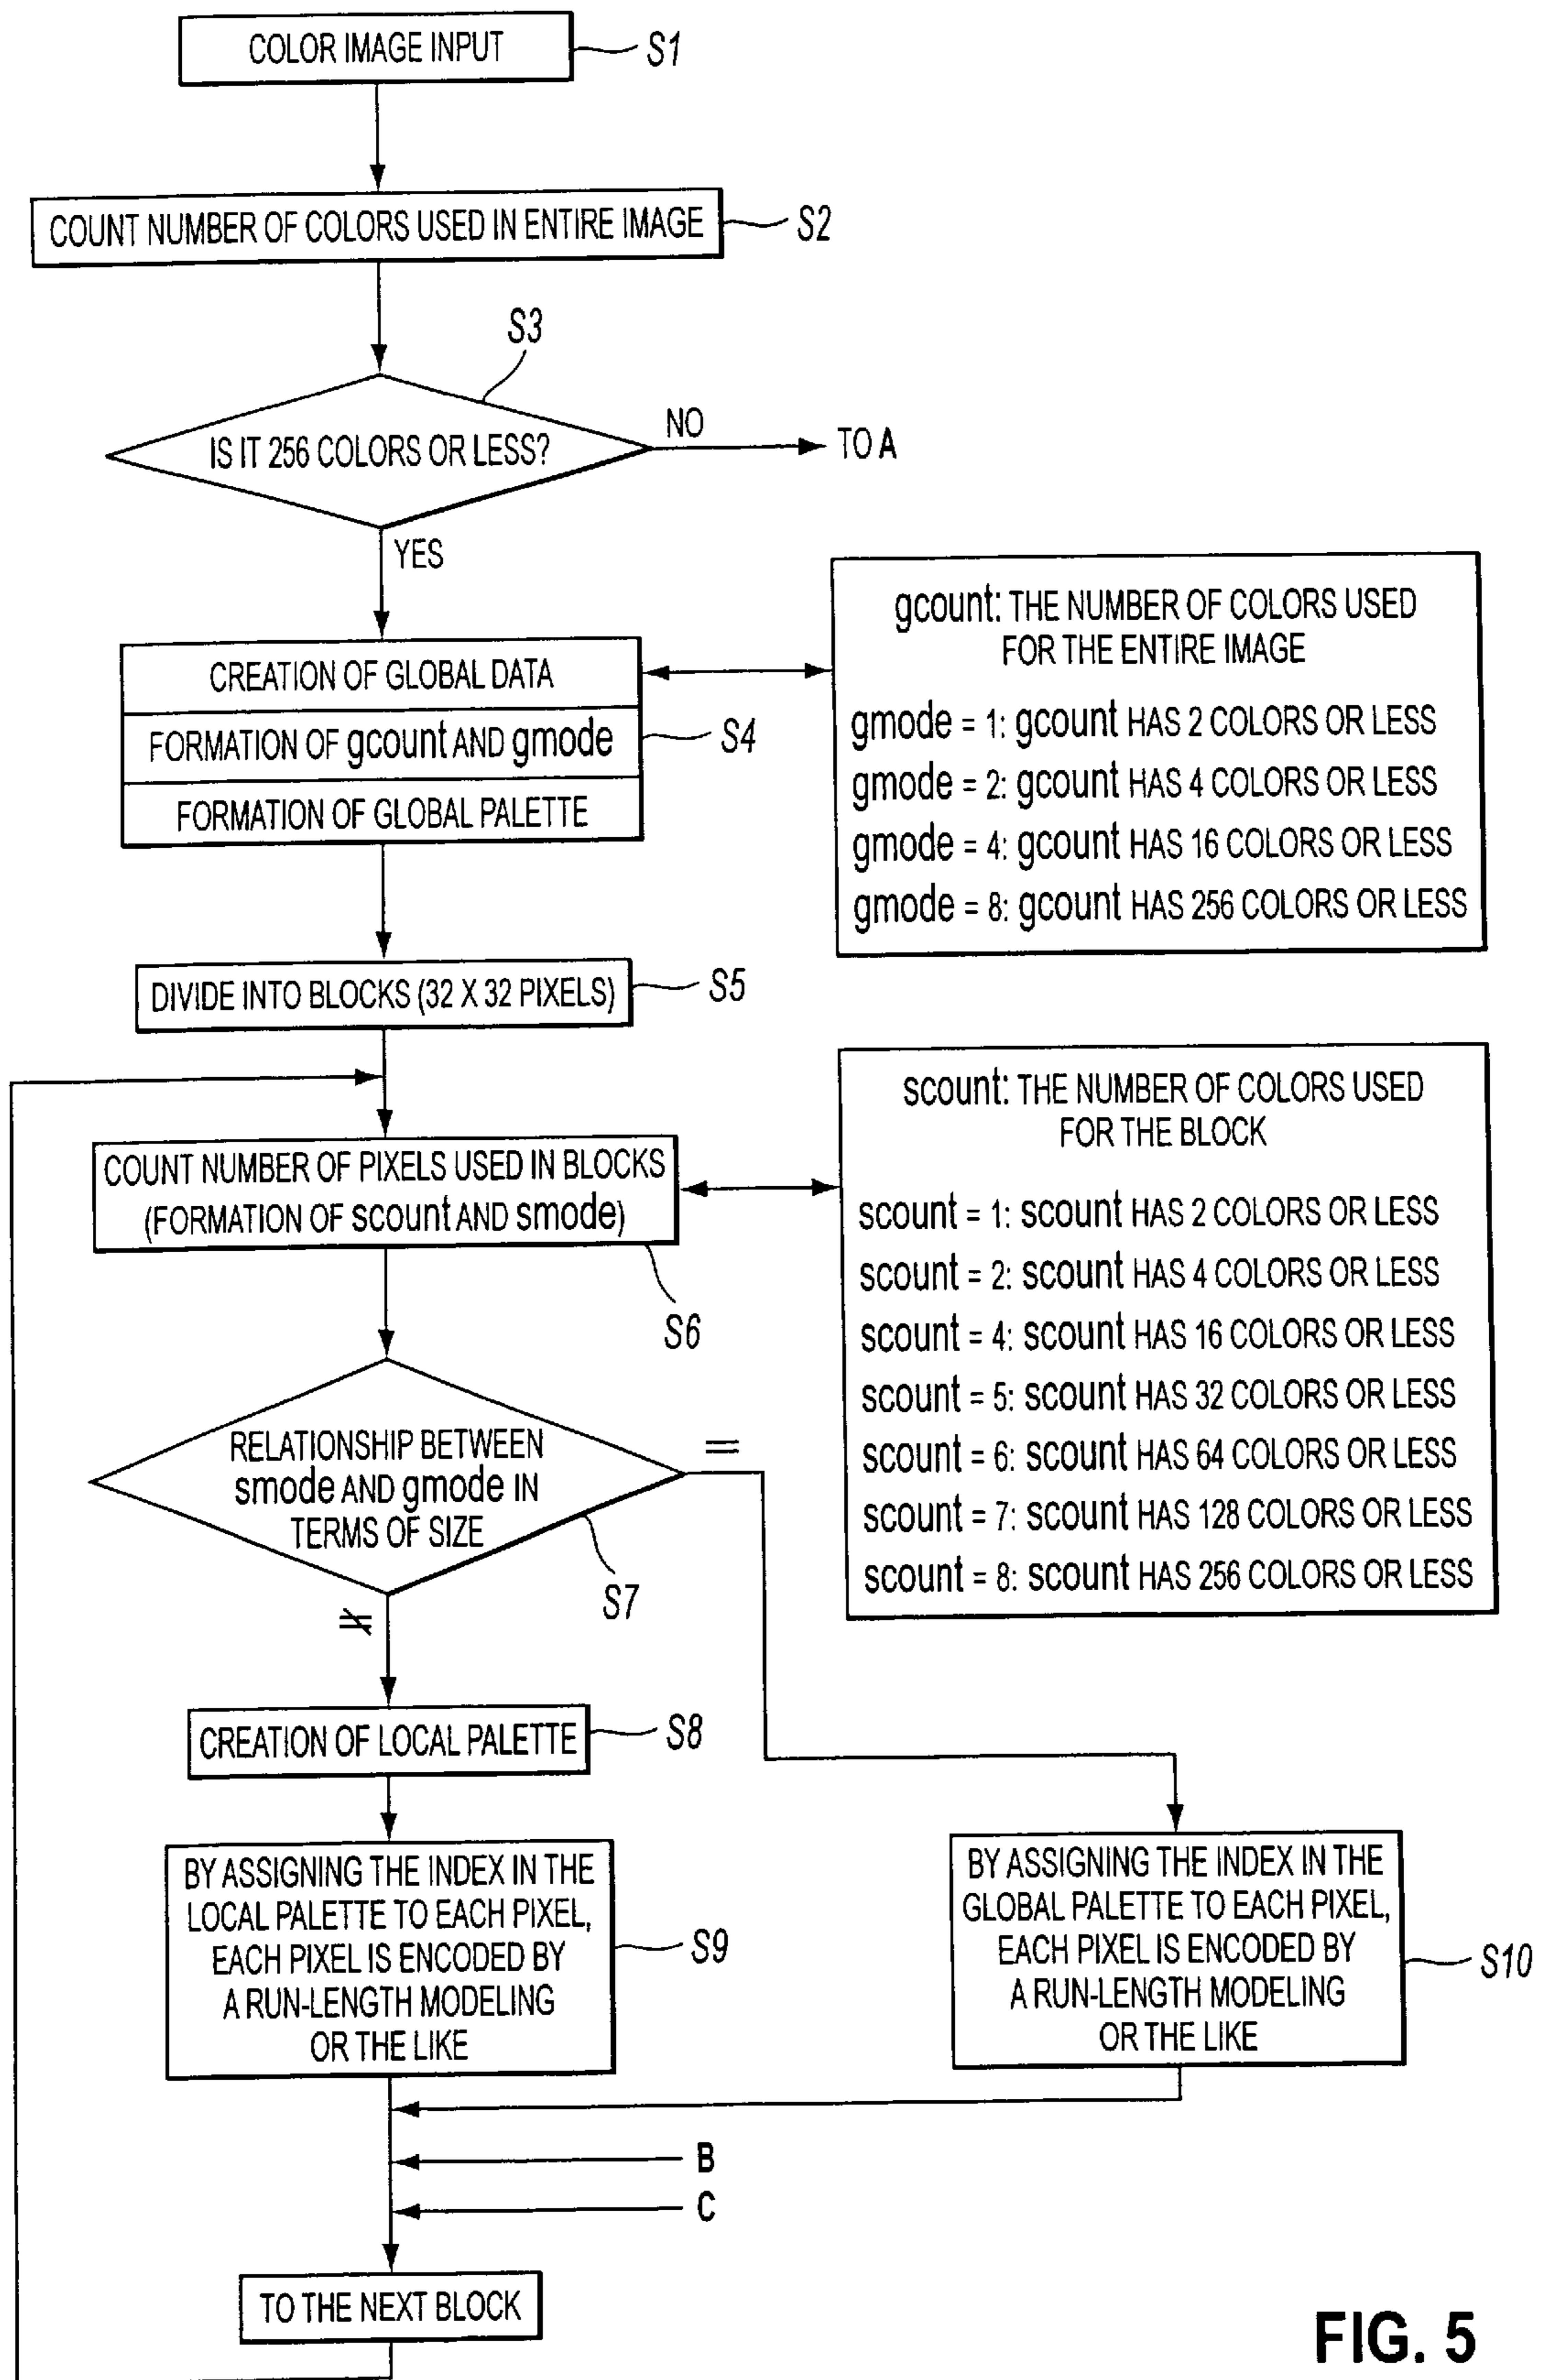 COLOR IMAGE INPUT
S1
COUNT NUMBER OF COLORS USED IN ENTIRE IMAGE
S2
S3
IS IT 256 COLORS OR LESS?
NO
TO A
YES
CREATION OF GLOBAL DATA
FORMATION OF gcount AND gmode
FORMATION OF GLOBAL PALETTE
S4
gcount: THE NUMBER OF COLORS USED
FOR THE ENTIRE IMAGE
gmode = 1: gcount HAS 2 COLORS OR LESS
gmode = 2: gcount HAS 4 COLORS OR LESS
gmode = 4: gcount HAS 16 COLORS OR LESS
gmode = 8: gcount HAS 256 COLORS OR LESS
DIVIDE INTO BLOCKS (32 X 32 PIXELS)
S5
COUNT NUMBER OF PIXELS USED IN BLOCKS
(FORMATION OF scount AND smode)
S6
scount: THE NUMBER OF COLORS USED
FOR THE BLOCK
scount = 1: scount HAS 2 COLORS OR LESS
scount = 2: scount HAS 4 COLORS OR LESS
scount = 4: scount HAS 16 COLORS OR LESS
scount = 5: scount HAS 32 COLORS OR LESS
scount = 6: scount HAS 64 COLORS OR LESS
scount = 7: scount HAS 128 COLORS OR LESS
scount = 8: scount HAS 256 COLORS OR LESS
RELATIONSHIP BETWEEN
smode AND gmode IN
TERMS OF SIZE
=
S7
≠
CREATION OF LOCAL PALETTE
S8
BY ASSIGNING THE INDEX IN THE
LOCAL PALETTE TO EACH PIXEL,
EACH PIXEL IS ENCODED BY
A RUN-LENGTH MODELING
OR THE LIKE
S9
BY ASSIGNING THE INDEX IN THE
GLOBAL PALETTE TO EACH PIXEL,
EACH PIXEL IS ENCODED BY
A RUN-LENGTH MODELING
OR THE LIKE
S10
B
C
TO THE NEXT BLOCK
FIG. 5